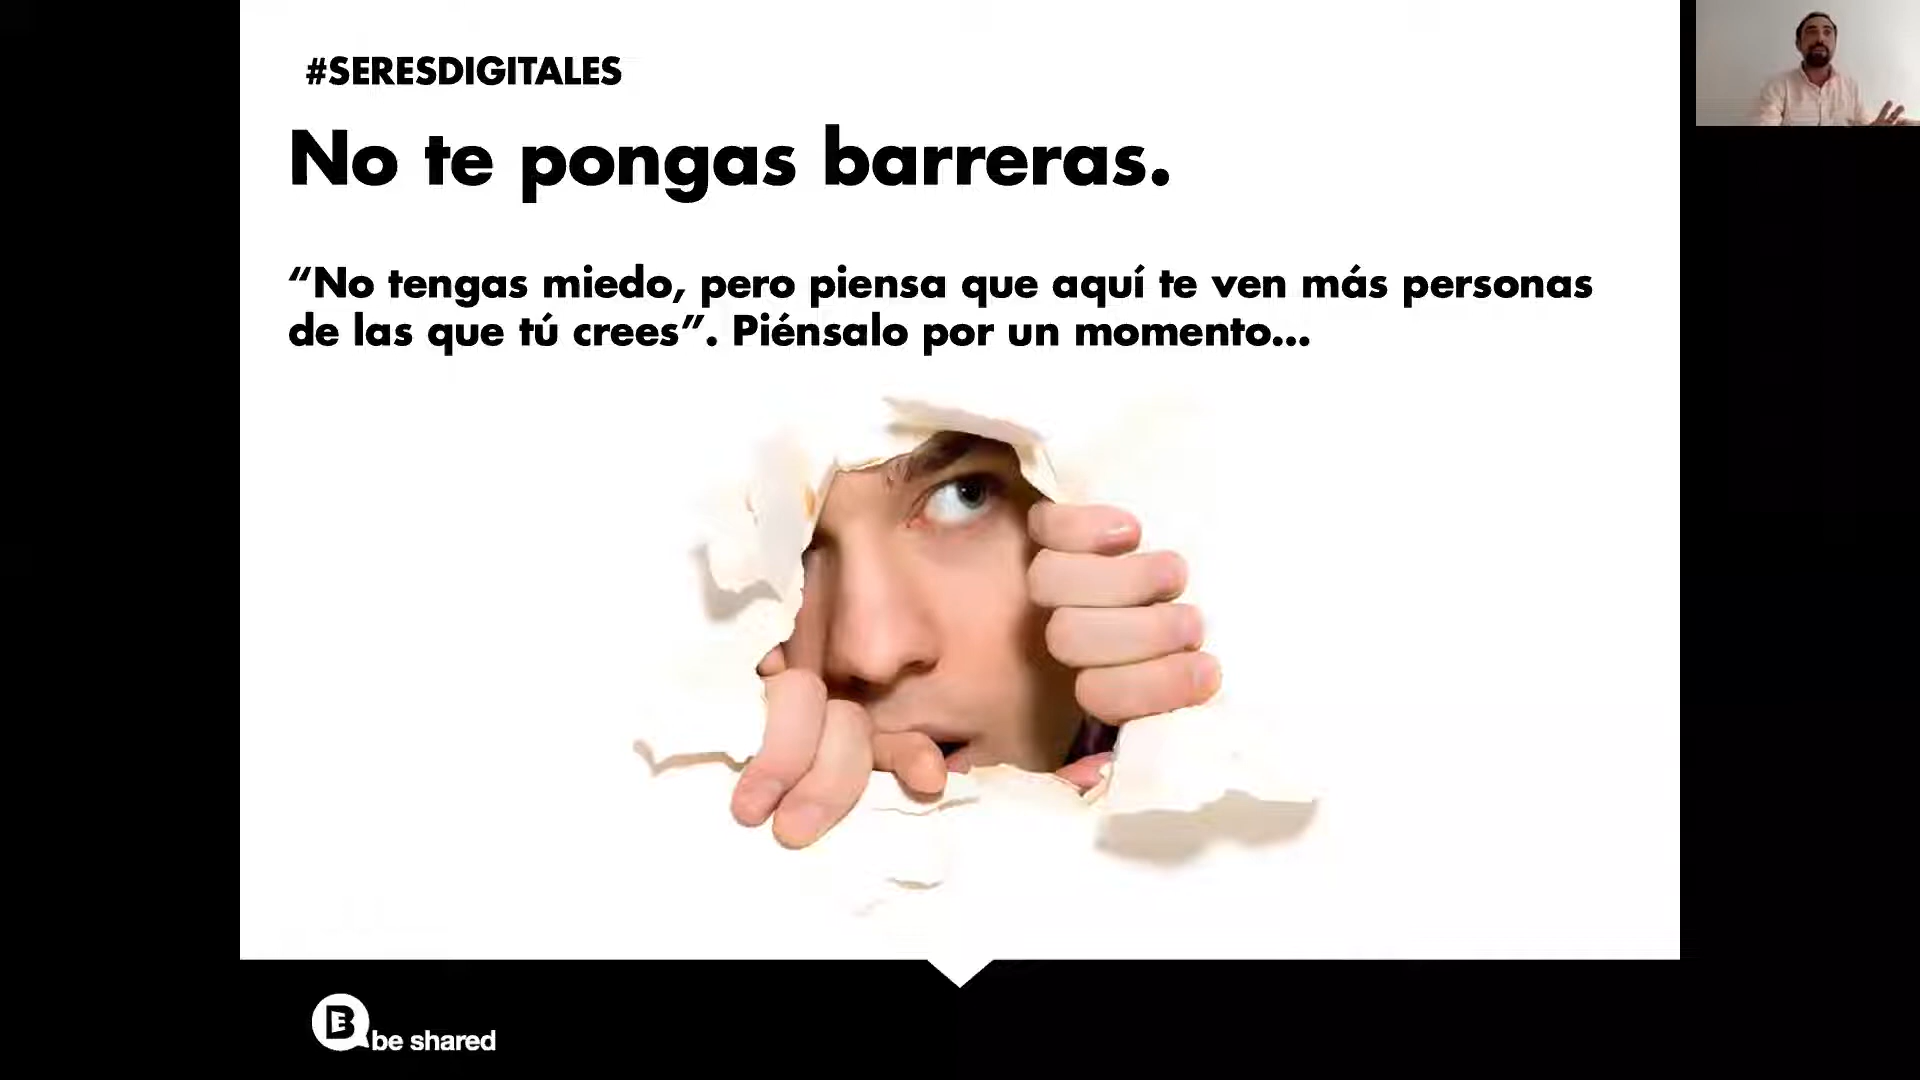 #SERESDIGITALES
No te pongas barreras.
“No tengas miedo, pero piensa que aquí te ven más personas
de las que tú crees”. Piénsalo por un momento...
B be shared